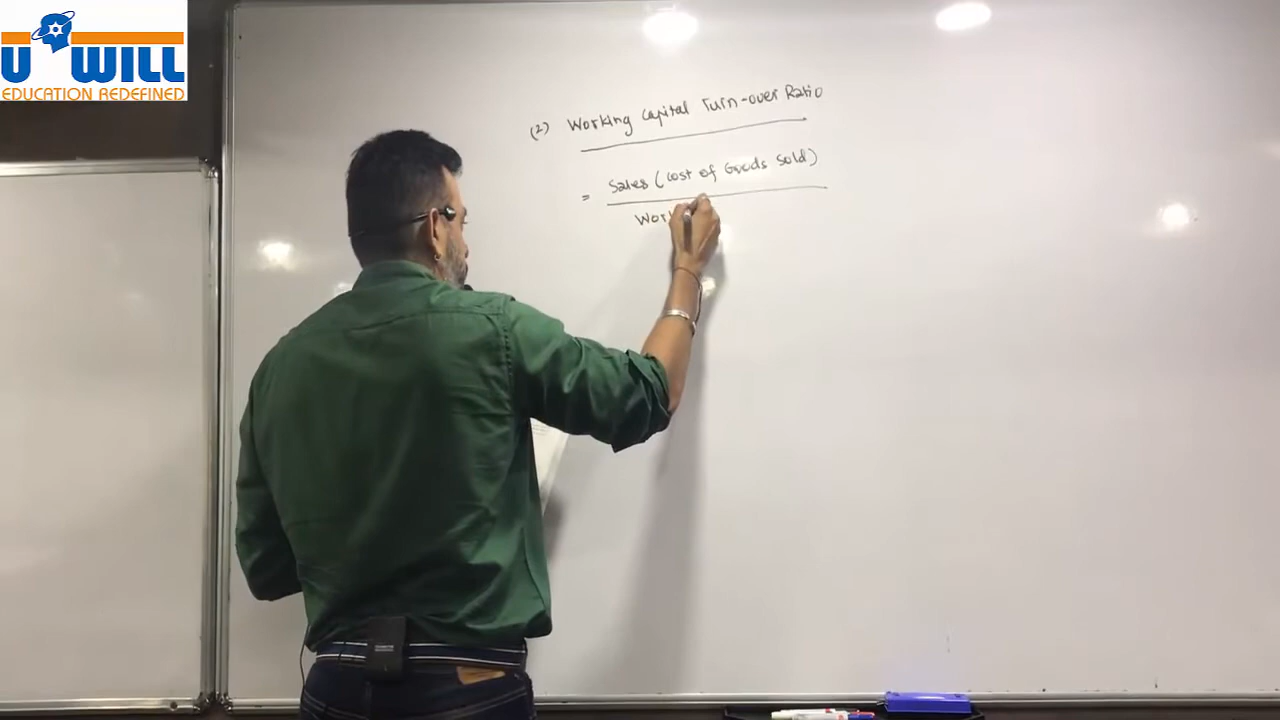 U WILL
EDUCATION REDEFINED
(2) Working Capital Turn-over Ratio
= Sales (Cost of Goods Sold)
Wor